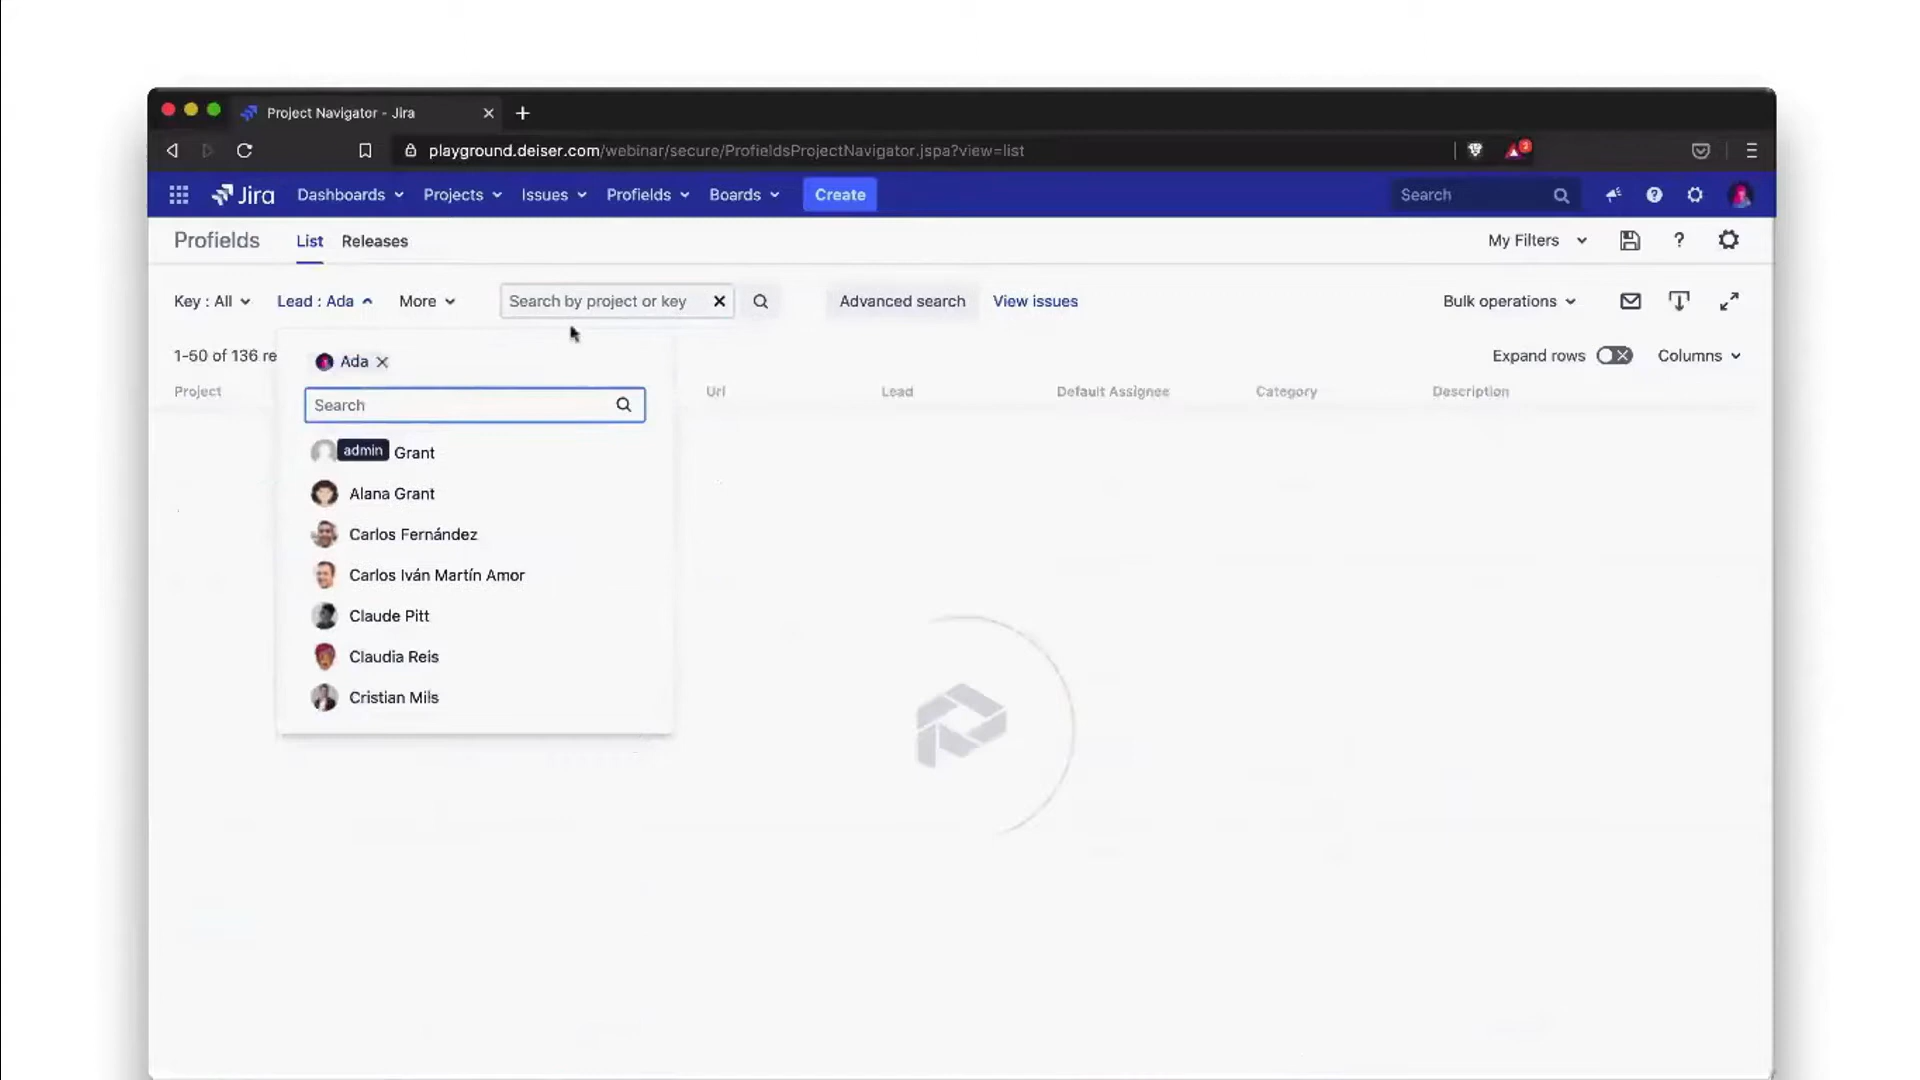 Project Navigator - Jira
playground.deiser.com/webinar/secure/ProfieldsProjectNavigator.jspa?view=list
2
Jira Dashboards Projects Issues Profields Boards Create Search
Profields List Releases My Filters
Key : All Lead : Ada More Search by project or key Advanced search View issues Bulk operations
1-50 of 136 re Expand rows Columns
Ada
Project Url Lead Default Assignee Category Description
Search
admin Grant
Alana Grant
Carlos Fernández
Carlos Iván Martín Amor
Claude Pitt
Claudia Reis
Cristian Mils